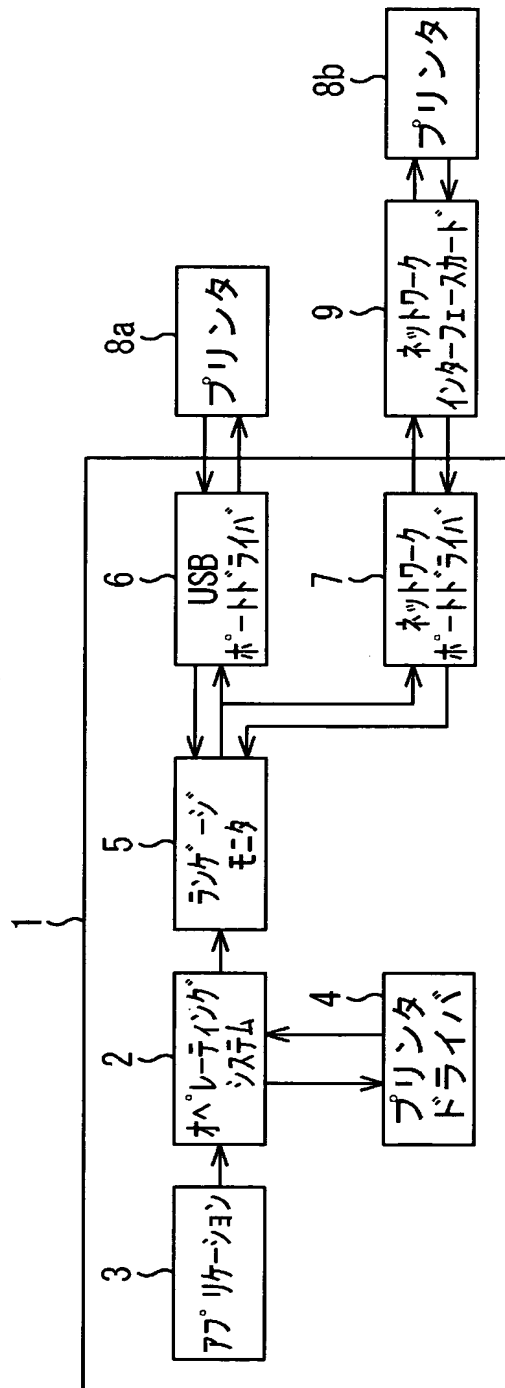 1
3
アプリケーション
2
オペレーティング
システム
4
プリンタ
ドライバ
5
ランゲージ
モニタ
6
USB
ポートドライバ
7
ネットワーク
ポートドライバ
8a
プリンタ
9
ネットワーク
インターフェースカード
8b
プリンタ